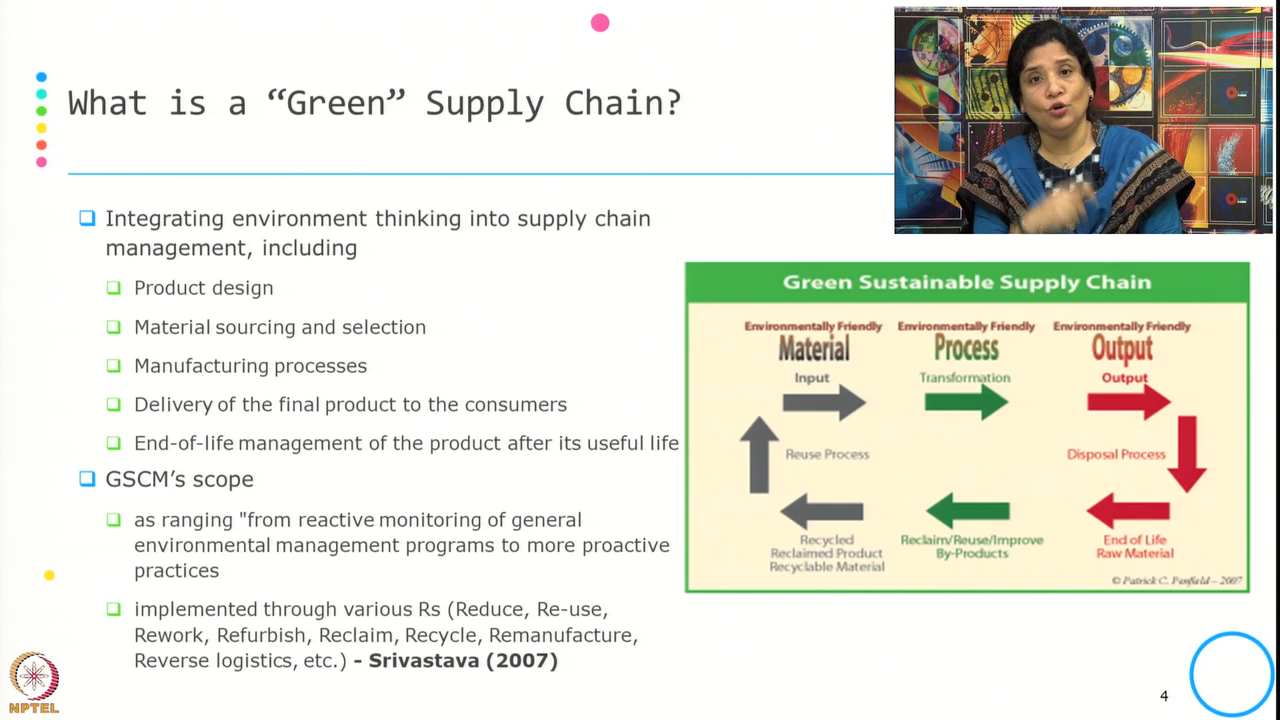 What is a “Green” Supply Chain?
Integrating environment thinking into supply chain
management, including
Product design
Material sourcing and selection
Manufacturing processes
Delivery of the final product to the consumers
End-of-life management of the product after its useful life
GSCM’s scope
as ranging "from reactive monitoring of general
environmental management programs to more proactive
practices
implemented through various Rs (Reduce, Re-use,
Rework, Refurbish, Reclaim, Recycle, Remanufacture,
Reverse logistics, etc.) – Srivastava (2007)
Green Sustainable Supply Chain
Environmentally Friendly
Material
Input
Environmentally Friendly
Process
Transformation
Environmentally Friendly
Output
Output
Reuse Process
Disposal Process
Recycled
Reclaimed Product
Recyclable Material
Reclaim/Reuse/Improve
By-Products
End of Life
Raw Material
© Patrick C. Penfield – 2007
NPTEL
4